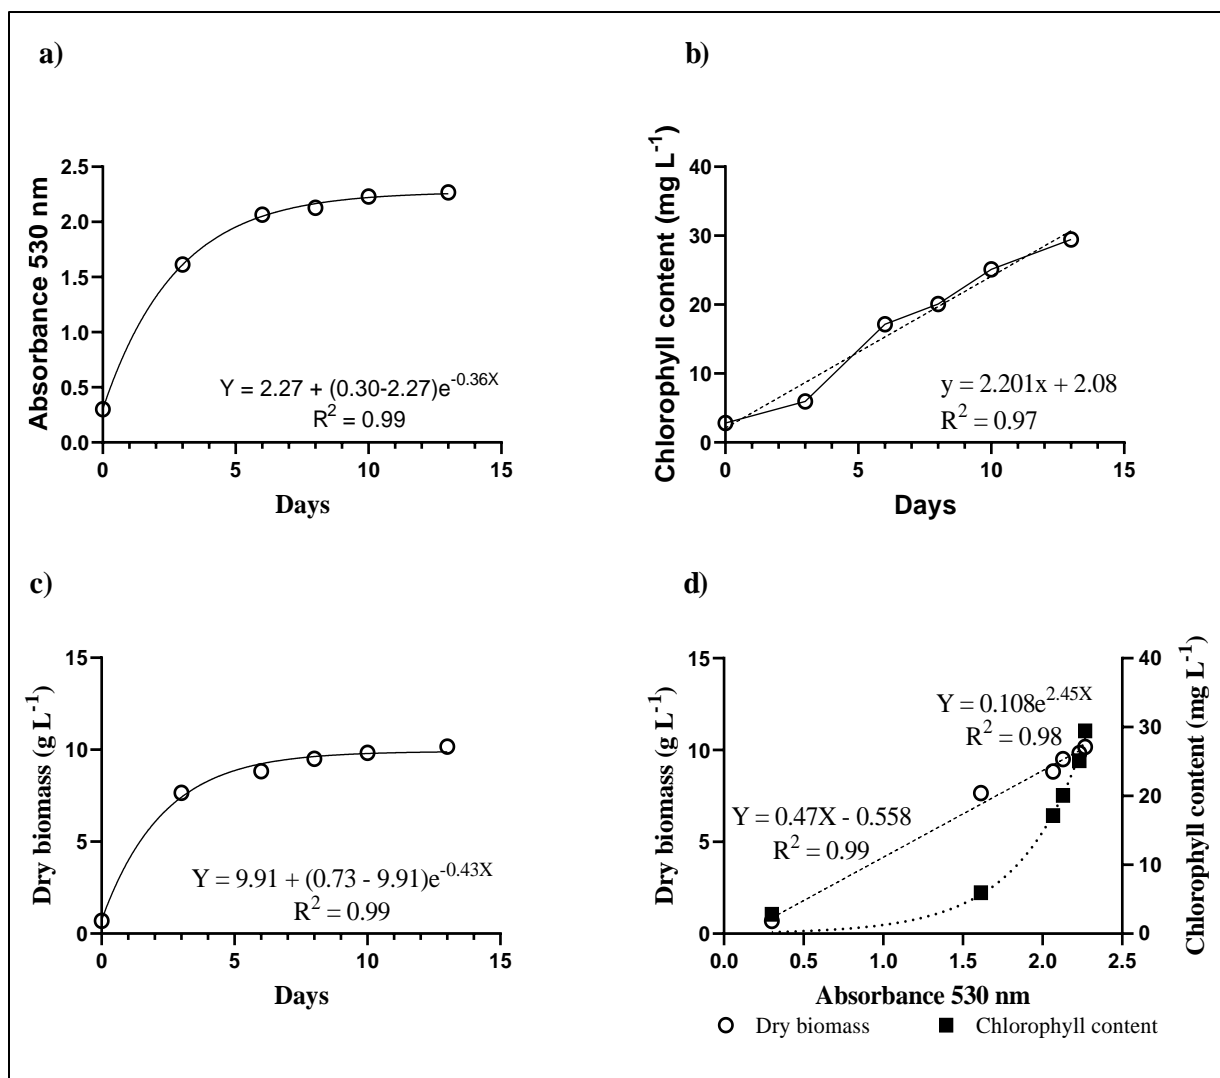 a)
Absorbance 530 nm
2.5
2.0
1.5
1.0
0.5
0.0
0 5 10 15
Days
Y = 2.27 + (0.30-2.27)e^-0.36X
R^2 = 0.99
b)
Chlorophyll content (mg L^-1)
40
30
20
10
0
0 5 10 15
Days
y = 2.201x + 2.08
R^2 = 0.97
c)
Dry biomass (g L^-1)
15
10
5
0
0 5 10 15
Days
Y = 9.91 + (0.73 - 9.91)e^-0.43X
R^2 = 0.99
d)
Dry biomass (g L^-1)
15
10
5
0
Y = 0.108e^2.45X
R^2 = 0.98
Y = 0.47X - 0.558
R^2 = 0.99
40
30
20
10
0
Chlorophyll content (mg L^-1)
0.0 0.5 1.0 1.5 2.0 2.5
Absorbance 530 nm
Dry biomass
Chlorophyll content